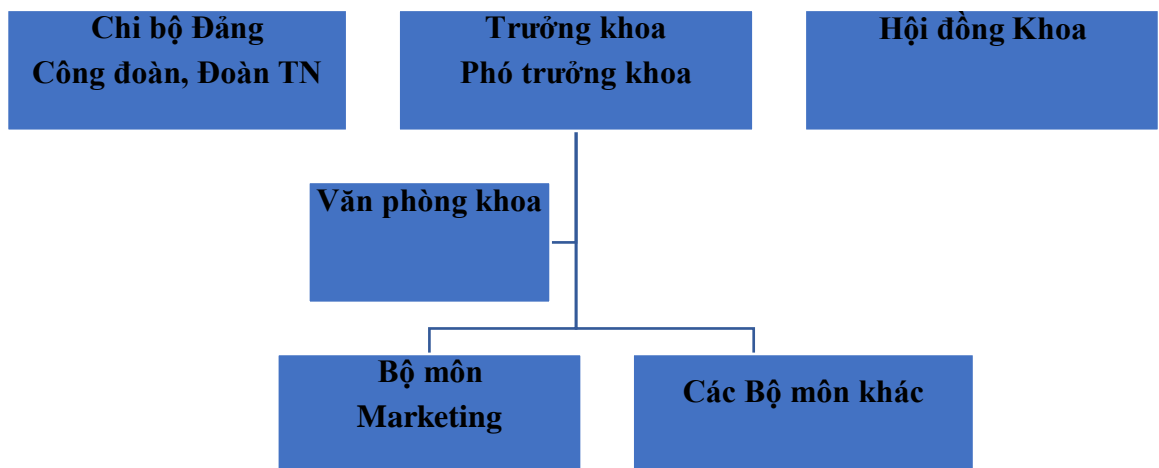 Chi bộ Đảng
Công đoàn, Đoàn TN
Trưởng khoa
Phó trưởng khoa
Hội đồng Khoa
Văn phòng khoa
Bộ môn
Marketing
Các Bộ môn khác